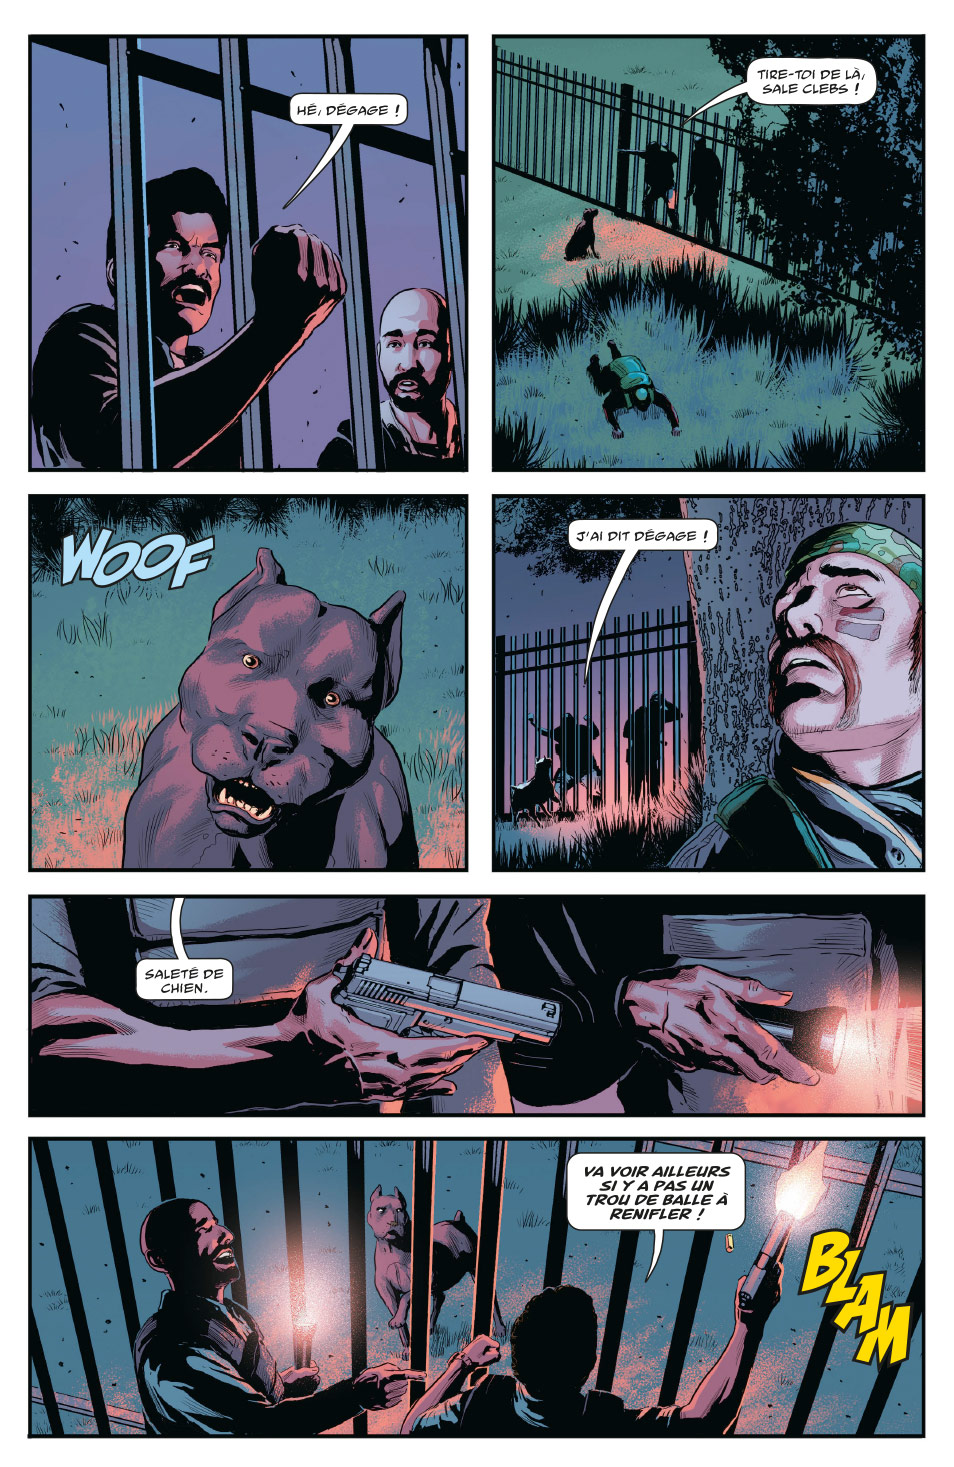 HÉ, DÉGAGE !
TIRE-TOI DE LÀ,
SALE CLEBS !
WOOF
J'AI DIT DÉGAGE !
SALETÉ DE
CHIEN.
VA VOIR AILLEURS
SI Y A PAS UN
TROU DE BALLE À
RENIFLER !
BLAM